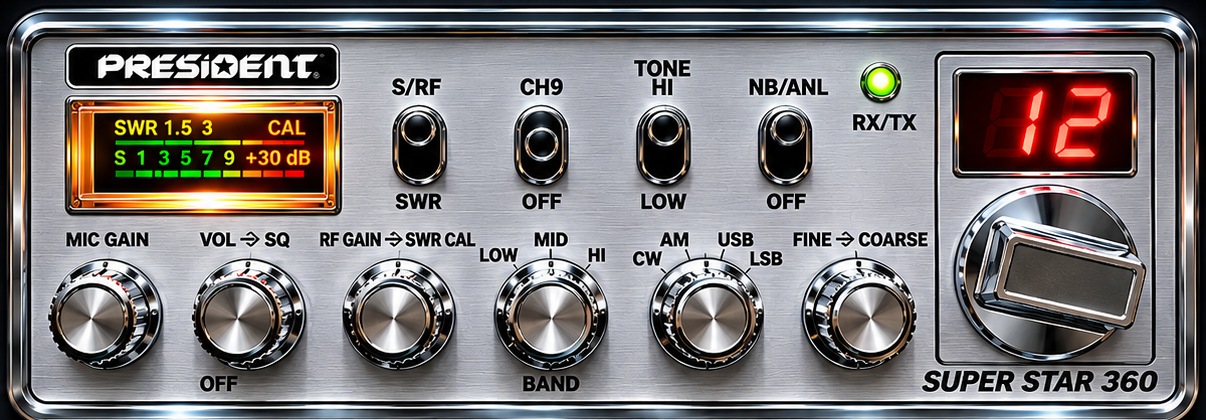 PRESIDENT®
SWR 1.5 3 CAL
S 1 3 5 7 9 +30 dB
S/RF
SWR
CH9
OFF
TONE
HI
LOW
NB/ANL
OFF
RX/TX
12
MIC GAIN
VOL → SQ
OFF
RF GAIN → SWR CAL
LOW MID HI
BAND
CW AM USB LSB
FINE → COARSE
SUPER STAR 360